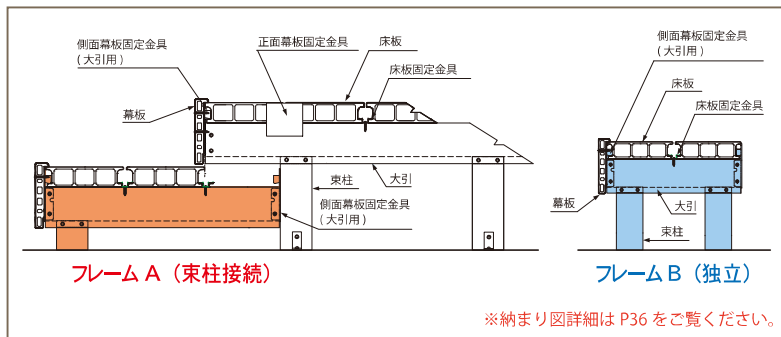 側面幕板固定金具
(大引用)
正面幕板固定金具
床板
床板固定金具
幕板
大引
束柱
側面幕板固定金具
(大引用)
フレーム A(束柱接続)
側面幕板固定金具
(大引用)
床板
床板固定金具
幕板
大引
束柱
フレーム B(独立)
※納まり図詳細は P36 をご覧ください。